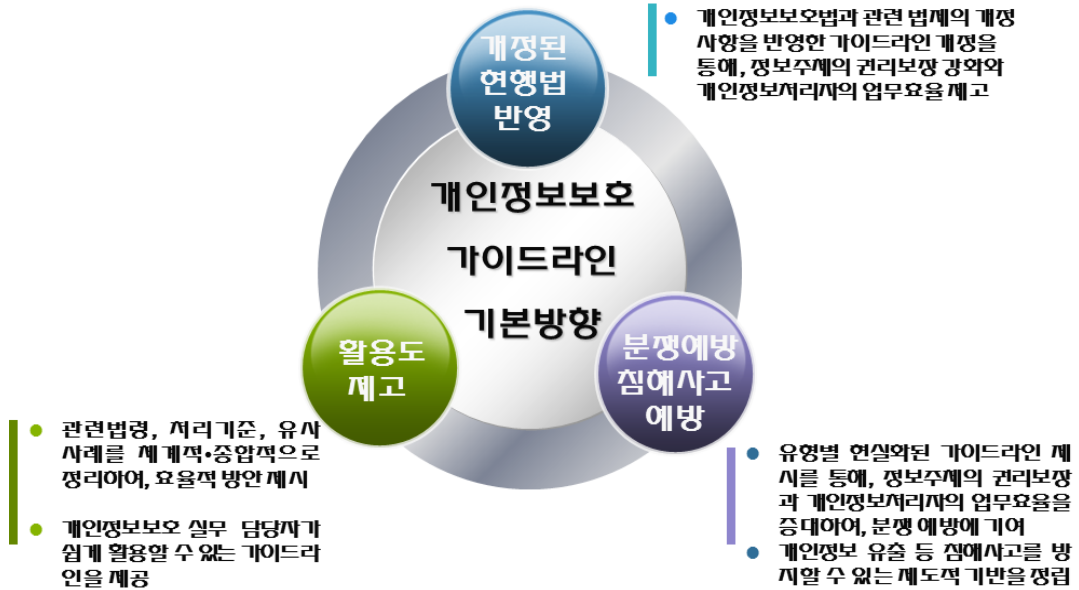 개정된
현행법
반영
개인정보보호법과 관련 법제의 개정
사항을 반영한 가이드라인 개정을
통해, 정보주체의 권리보장 강화와
개인정보처리자의 업무효율 제고
개인정보보호
가이드라인
기본방향
활용도
제고
분쟁예방
침해사고
예방
관련법령, 처리기준, 유사
사례를 체계적•종합적으로
정리하여, 효율적 방안 제시
개인정보보호 실무 담당자가
쉽게 활용할 수 있는 가이드라
인을 제공
유형별 현실화된 가이드라인 제
시를 통해, 정보주체의 권리보장
과 개인정보처리자의 업무효율을
증대하여, 분쟁 예방에 기여
개인정보 유출 등 침해사고를 방
지할 수 있는 제도적 기반을 정립